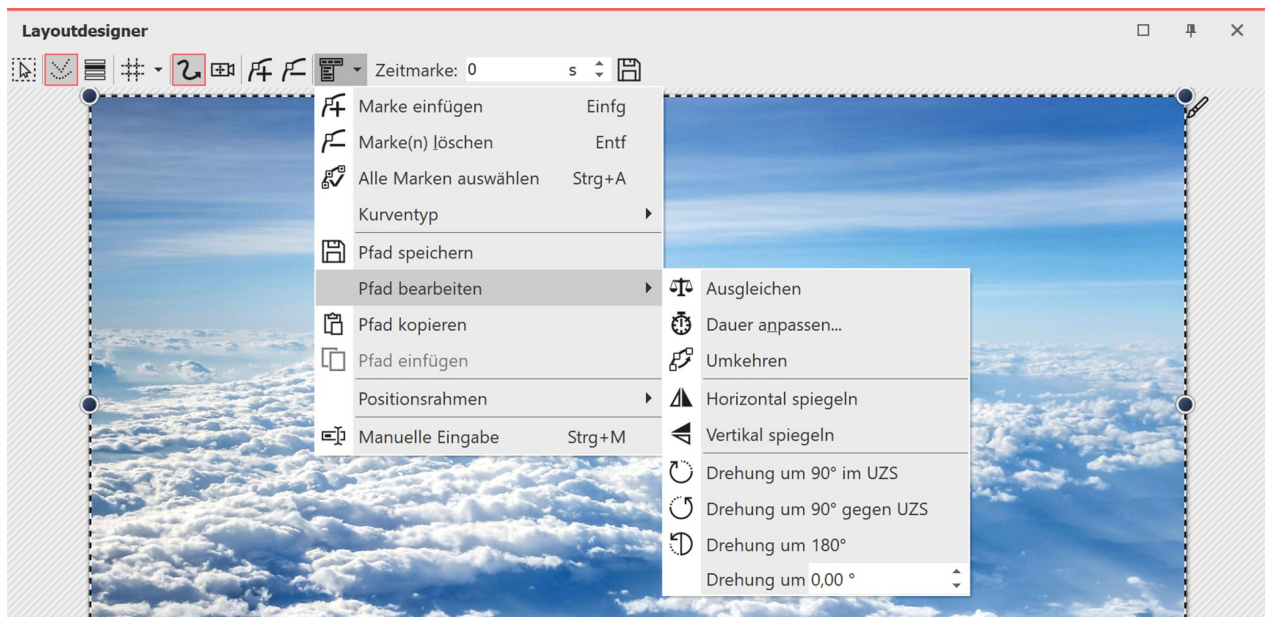 Layoutdesigner
Zeitmarke: 0 s
Marke einfügen Einfg
Marke(n) löschen Entf
Alle Marken auswählen Strg+A
Kurventyp
Pfad speichern
Pfad bearbeiten
Pfad kopieren
Pfad einfügen
Positionsrahmen
Manuelle Eingabe Strg+M
Ausgleichen
Dauer anpassen...
Umkehren
Horizontal spiegeln
Vertikal spiegeln
Drehung um 90° im UZS
Drehung um 90° gegen UZS
Drehung um 180°
Drehung um 0,00 °